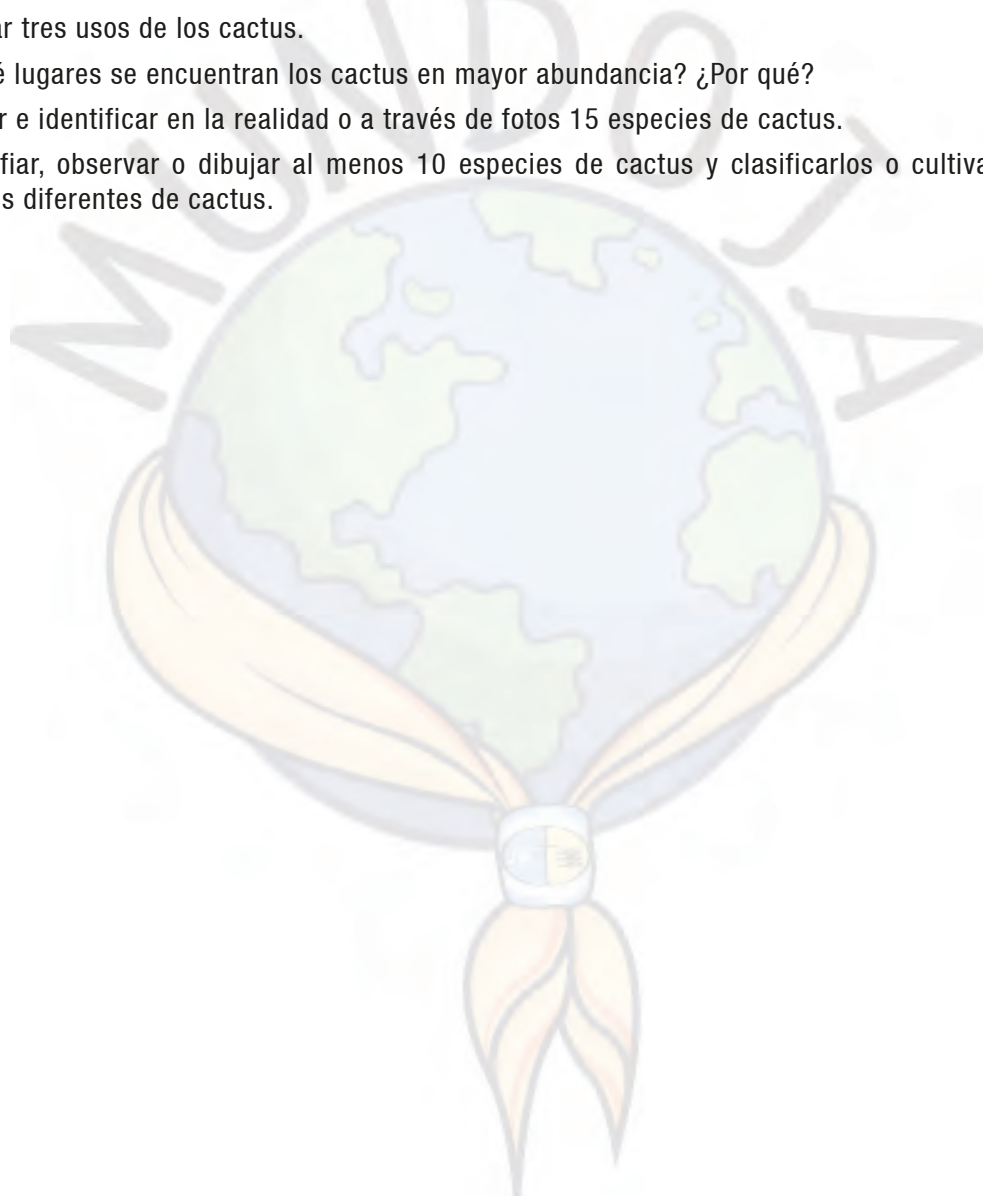 ar tres usos de los cactus.
é lugares se encuentran los cactus en mayor abundancia? ¿Por qué?
r e identificar en la realidad o a través de fotos 15 especies de cactus.
fiar, observar o dibujar al menos 10 especies de cactus y clasificarlos o cultiva
s diferentes de cactus.
MUNDO JA